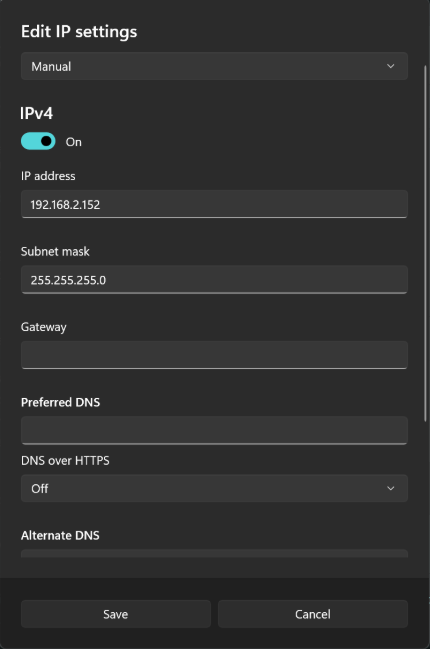 Edit IP settings
Manual
IPv4
On
IP address
192.168.2.152
Subnet mask
255.255.255.0
Gateway
Preferred DNS
DNS over HTTPS
Off
Alternate DNS
Save
Cancel